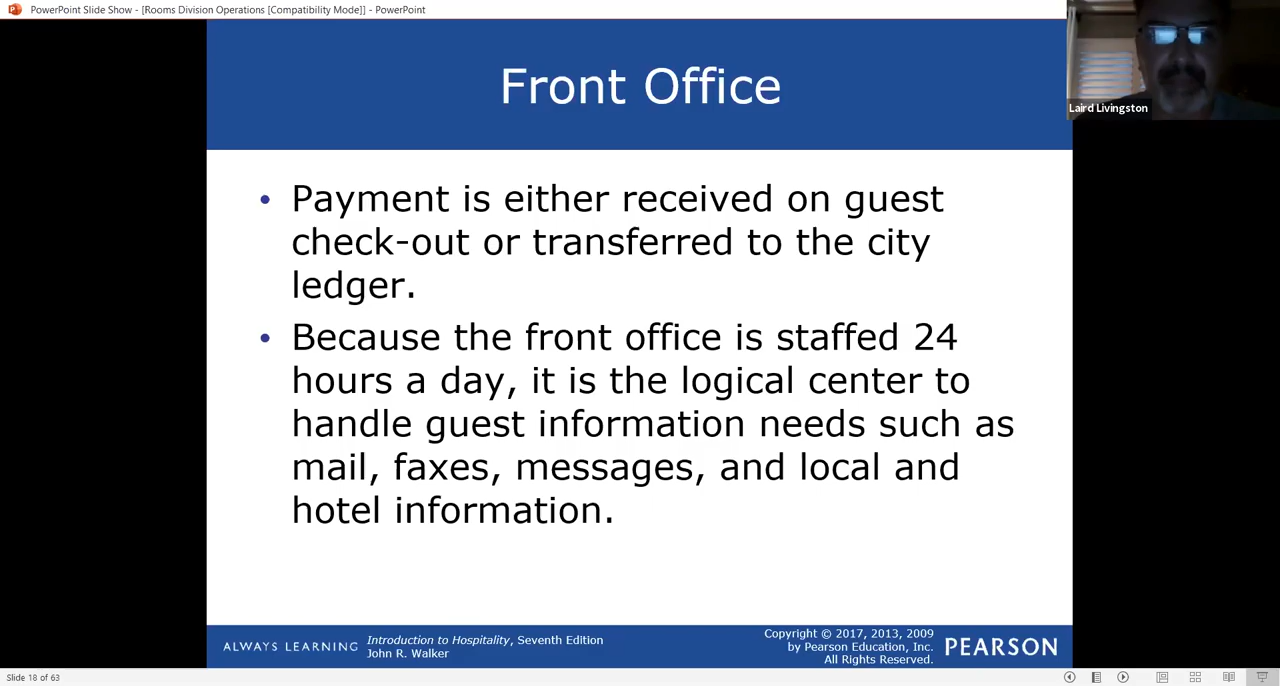 PowerPoint Slide Show - [Rooms Division Operations [Compatibility Mode]] - PowerPoint
Laird Livingston
Front Office
• Payment is either received on guest
check-out or transferred to the city
ledger.
• Because the front office is staffed 24
hours a day, it is the logical center to
handle guest information needs such as
mail, faxes, messages, and local and
hotel information.
ALWAYS LEARNING
Introduction to Hospitality, Seventh Edition
John R. Walker
Copyright © 2017, 2013, 2009
by Pearson Education, Inc.
All Rights Reserved.
PEARSON
Slide 18 of 63